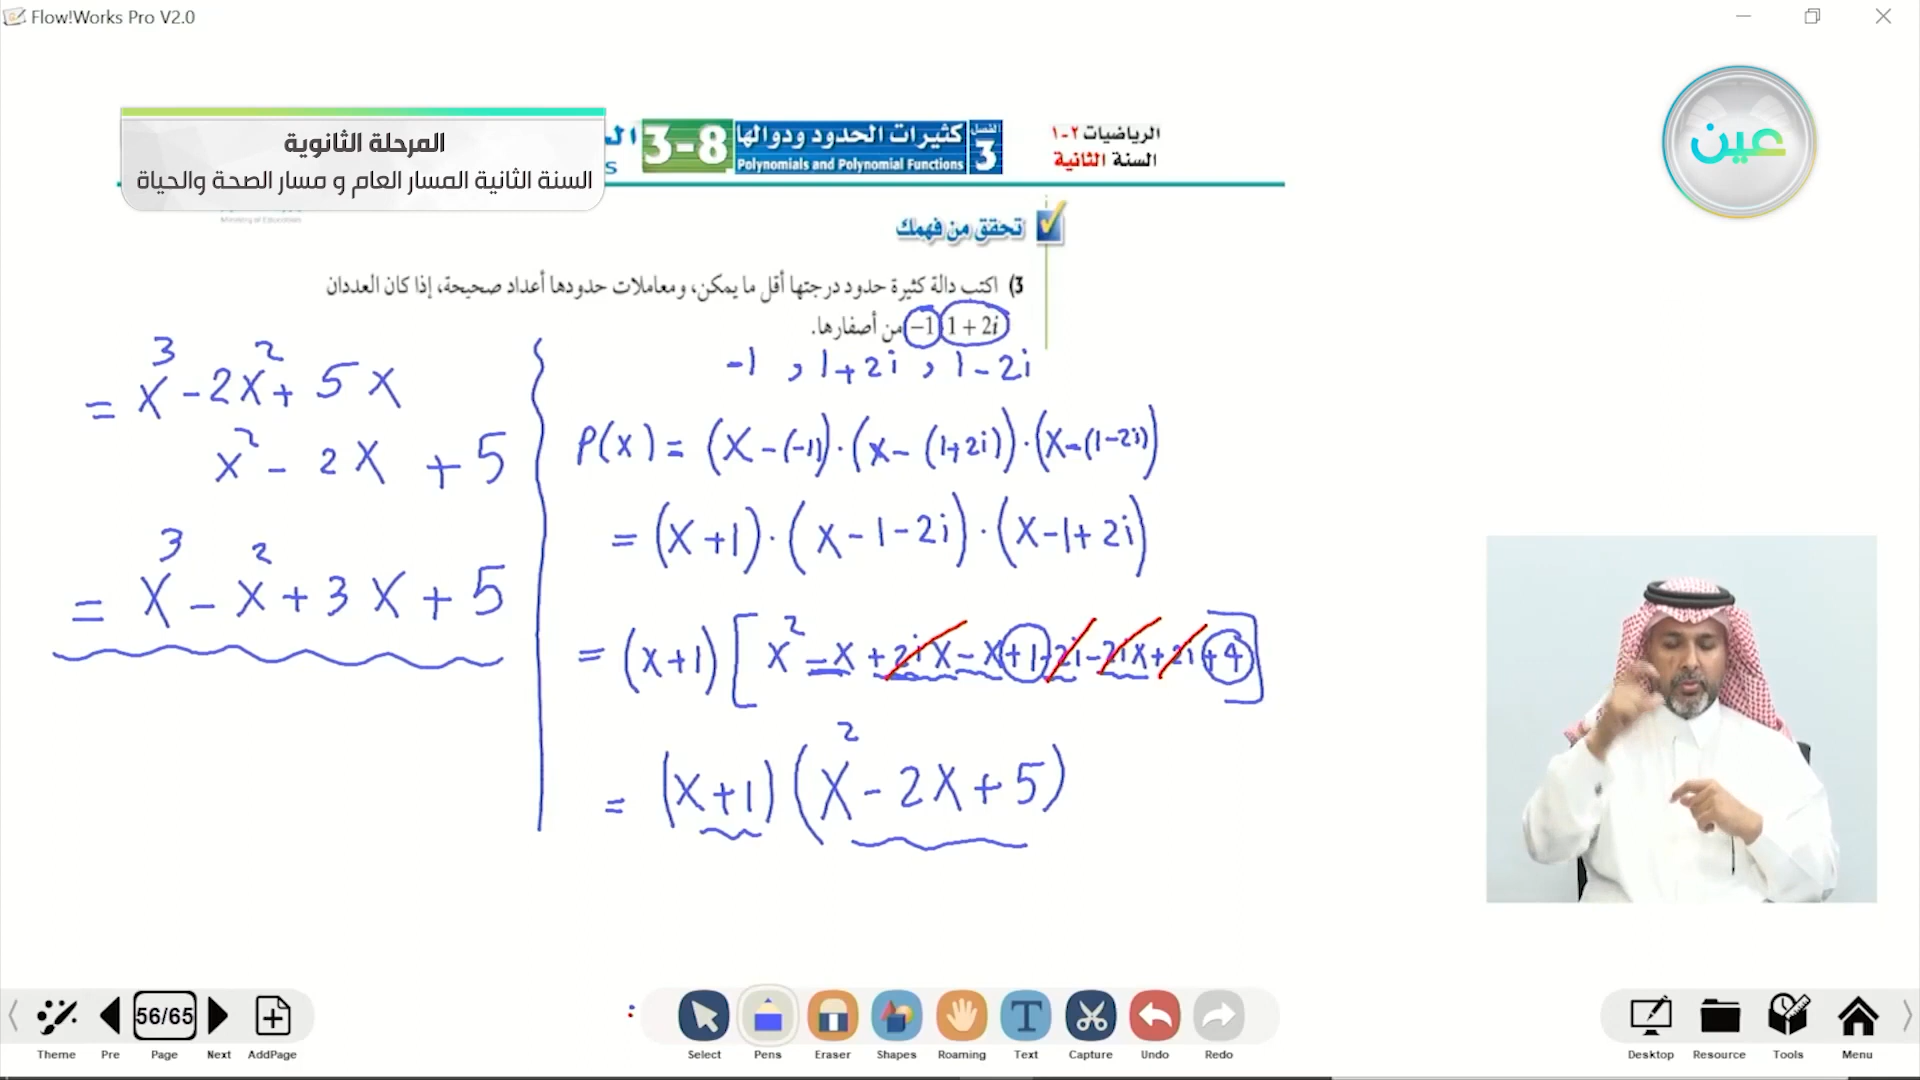 Flow!Works Pro V2.0
المرحلة الثانوية
السنة الثانية المسار العام و مسار الصحة والحياة
الرياضيات ٢-١
السنة الثانية
الفصل 3
كثيرات الحدود ودوالها
Polynomials and Polynomial Functions
3-8
عين
Ministry of Education
تحقق من فهمك
3) اكتب دالة كثيرة حدود درجتها أقل ما يمكن، ومعاملات حدودها أعداد صحيحة، إذا كان العددان
-1, 1 + 2i من أصفارها.
-1 , 1+2i , 1-2i
P(x) = (x-(-1)) · (x-(1+2i)) · (x-(1-2i))
= (x+1) · (x-1-2i) · (x-1+2i)
= (x+1) [x² -x +2ix -x +1 -2i -2ix +2i +4]
= (x+1) (x² - 2x + 5)
= x³ - 2x² + 5x
x² - 2x + 5
= x³ - x² + 3x + 5
56/65
Theme Pre Page Next AddPage
Select Pens Eraser Shapes Roaming Text Capture Undo Redo
Desktop Resource Tools Menu